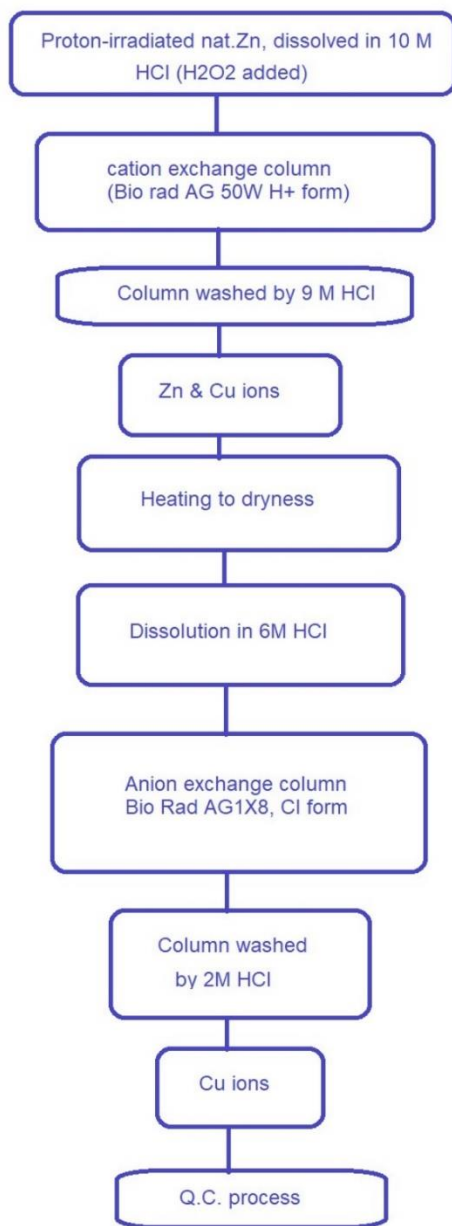 Proton-irradiated nat.Zn, dissolved in 10 M
HCl (H2O2 added)
cation exchange column
(Bio rad AG 50W H+ form)
Column washed by 9 M HCl
Zn & Cu ions
Heating to dryness
Dissolution in 6M HCl
Anion exchange column
Bio Rad AG1X8, Cl form
Column washed
by 2M HCl
Cu ions
Q.C. process